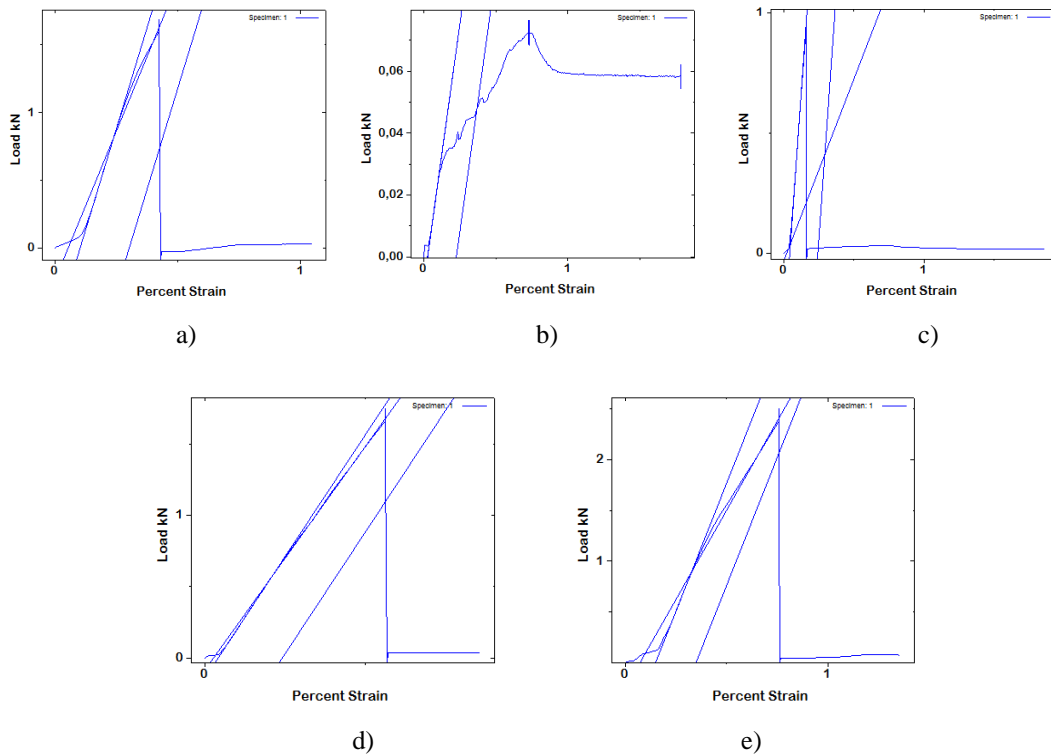 Specimen: 1
Load kN
1
0
0
1
Percent Strain
a)
Specimen: 1
Load kN
0,06
0,04
0,02
0,00
0
1
Percent Strain
b)
Specimen: 1
Load kN
1
0
0
1
Percent Strain
c)
Specimen: 1
Load kN
1
0
0
Percent Strain
d)
Specimen: 1
Load kN
2
1
0
1
Percent Strain
e)